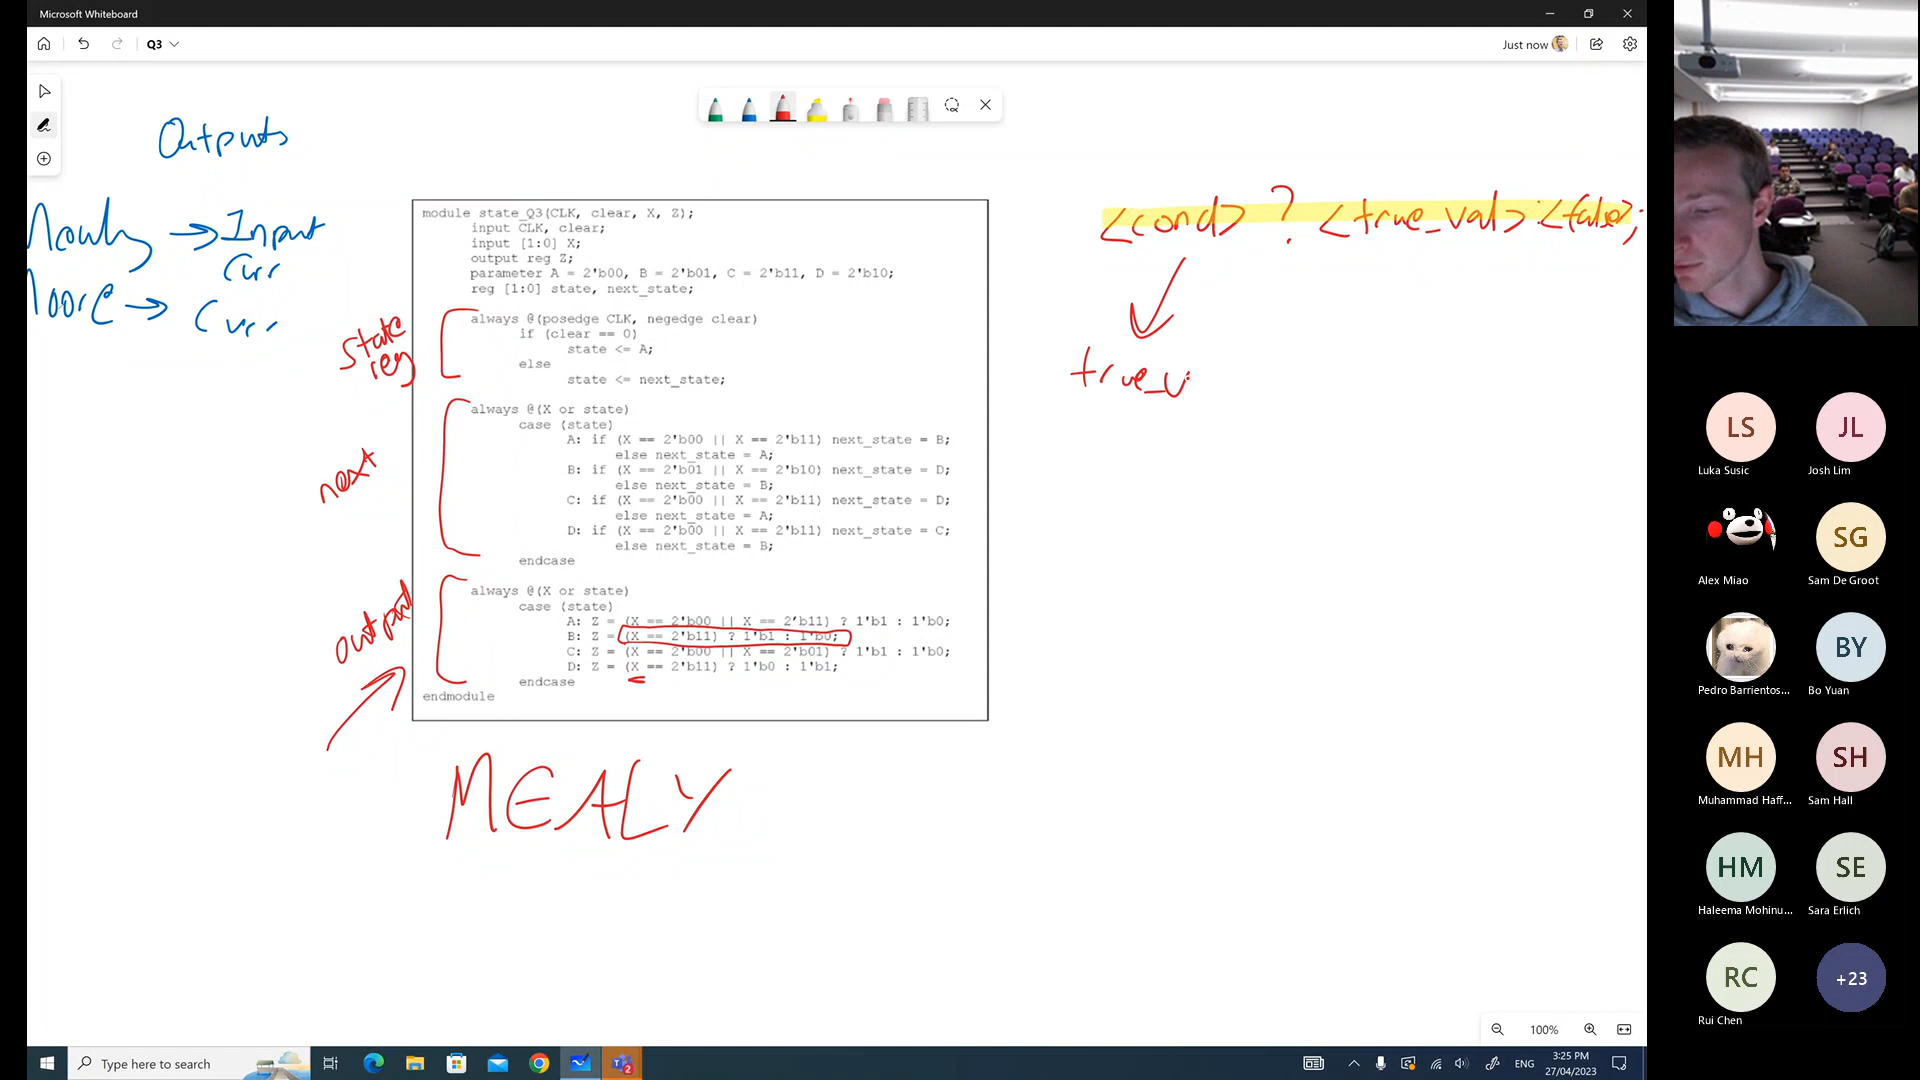 Microsoft Whiteboard
Q3
Just now
Outputs
Mealy → Input
Curr
Moore → Curr
module state_Q3(CLK, clear, X, Z);
input CLK, clear;
input [1:0] X;
output reg Z;
parameter A = 2'b00, B = 2'b01, C = 2'b11, D = 2'b10;
reg [1:0] state, next_state;
always @(posedge CLK, negedge clear)
if (clear == 0)
state <= A;
else
state <= next_state;
always @(X or state)
case (state)
A: if (X == 2'b00 || X == 2'b11) next_state = B;
else next_state = A;
B: if (X == 2'b01 || X == 2'b10) next_state = D;
else next_state = B;
C: if (X == 2'b00 || X == 2'b11) next_state = D;
else next_state = A;
D: if (X == 2'b00 || X == 2'b11) next_state = C;
else next_state = B;
endcase
always @(X or state)
case (state)
A: Z = (X == 2'b00 || X == 2'b11) ? 1'b1 : 1'b0;
B: Z = (X == 2'b11) ? 1'b1 : 1'b0;
C: Z = (X == 2'b00 || X == 2'b01) ? 1'b1 : 1'b0;
D: Z = (X == 2'b11) ? 1'b0 : 1'b1;
endcase
endmodule
state
reg
next
output
MEALY
<cond> ? <true_val> : <false>;
true_v
LS
Luka Susic
JL
Josh Lim
Alex Miao
SG
Sam De Groot
Pedro Barrientos...
BY
Bo Yuan
MH
Muhammad Haff...
SH
Sam Hall
HM
Haleema Mohinu...
SE
Sara Erlich
RC
Rui Chen
+23
100%
Type here to search
2
ENG
3:25 PM
27/04/2023